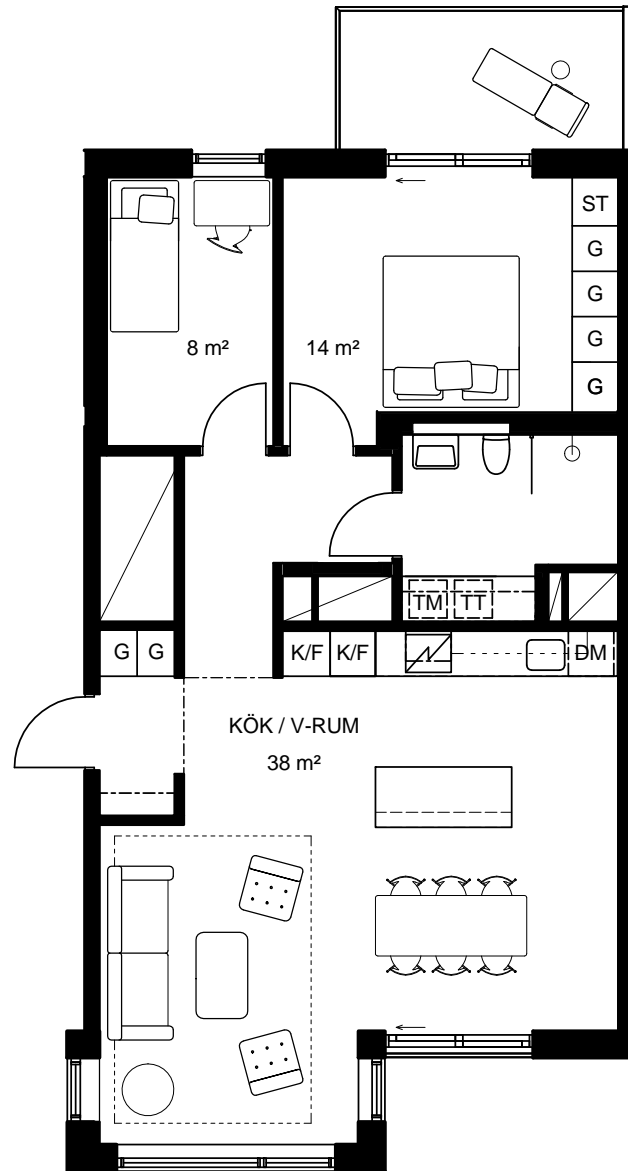 ST
G
G
G
G
8 m²
14 m²
TM TT
G G
K/F K/F
DM
KÖK / V-RUM
38 m²